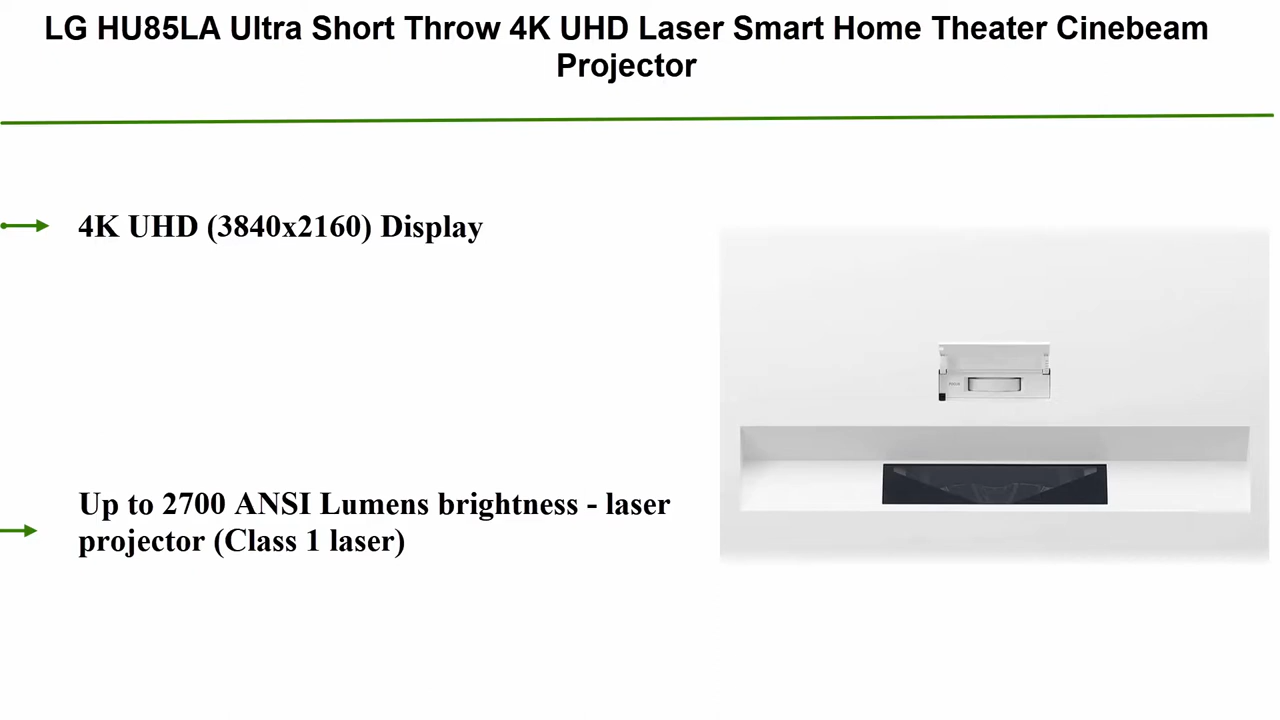 LG HU85LA Ultra Short Throw 4K UHD Laser Smart Home Theater Cinebeam
Projector
4K UHD (3840x2160) Display
Up to 2700 ANSI Lumens brightness - laser
projector (Class 1 laser)